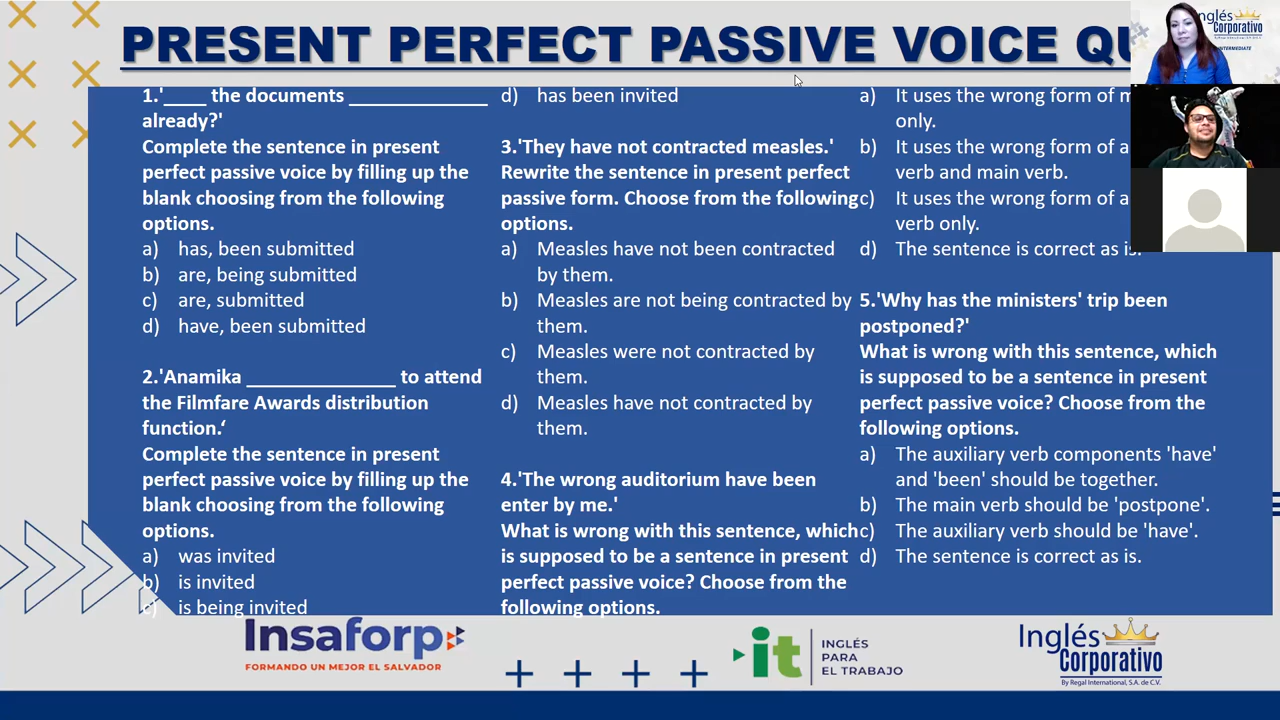 PRESENT PERFECT PASSIVE VOICE
1.'____ the documents _____________
already?'
Complete the sentence in present
perfect passive voice by filling up the
blank choosing from the following
options.
a) has, been submitted
b) are, being submitted
c) are, submitted
d) have, been submitted
2.'Anamika ______________ to attend
the Filmfare Awards distribution
function.‘
Complete the sentence in present
perfect passive voice by filling up the
blank choosing from the following
options.
a) was invited
b) is invited
c) is being invited
d) has been invited
3.'They have not contracted measles.'
Rewrite the sentence in present perfect
passive form. Choose from the following
options.
a) Measles have not been contracted
by them.
b) Measles are not being contracted by
them.
c) Measles were not contracted by
them.
d) Measles have not contracted by
them.
4.'The wrong auditorium have been
enter by me.'
What is wrong with this sentence, which
is supposed to be a sentence in present
perfect passive voice? Choose from the
following options.
a) It uses the wrong form of
only.
b) It uses the wrong form of
verb and main verb.
c) It uses the wrong form of
verb only.
d) The sentence is correct as is.
5.'Why has the ministers' trip been
postponed?'
What is wrong with this sentence, which
is supposed to be a sentence in present
perfect passive voice? Choose from the
following options.
a) The auxiliary verb components 'have'
and 'been' should be together.
b) The main verb should be 'postpone'.
c) The auxiliary verb should be 'have'.
d) The sentence is correct as is.
Inglés
Corporativo
INTERMEDIATE
Insaforp
FORMANDO UN MEJOR EL SALVADOR
it
INGLÉS
PARA
EL TRABAJO
Inglés
Corporativo
By Regal International, S.A. de C.V.